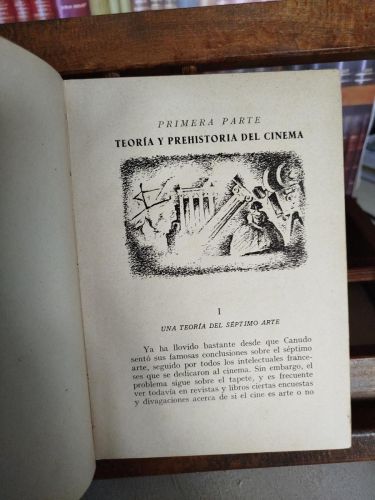 PRIMERA PARTE
TEORÍA Y PREHISTORIA DEL CINEMA
I
UNA TEORÍA DEL SÉPTIMO ARTE
Ya ha llovido bastante desde que Canudo
sentó sus famosas conclusiones sobre el séptimo
arte, seguido por todos los intelectuales france-
ses que se dedicaron al cinema. Sin embargo, el
problema sigue sobre el tapete, y es frecuente
ver todavía en revistas y libros ciertas encuestas
y divagaciones acerca de si el cine es arte o no